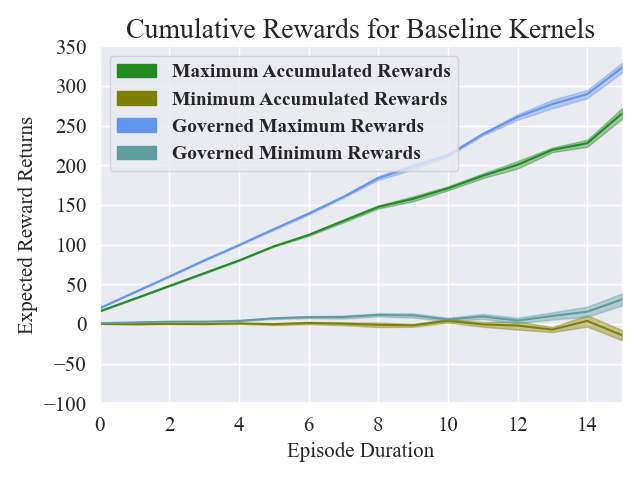 Cumulative Rewards for Baseline Kernels
Maximum Accumulated Rewards
Minimum Accumulated Rewards
Governed Maximum Rewards
Governed Minimum Rewards
Expected Reward Returns
350
300
250
200
150
100
50
0
−50
−100
0 2 4 6 8 10 12 14
Episode Duration